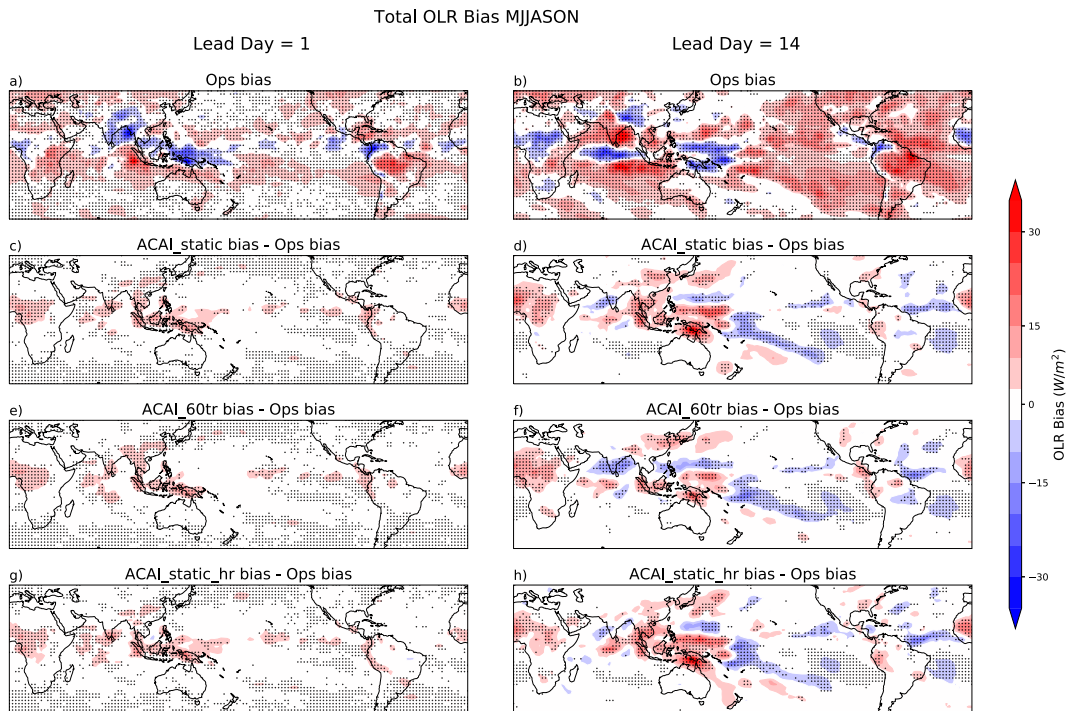 Total OLR Bias MJJASON
Lead Day = 1
Lead Day = 14
a)
Ops bias
b)
Ops bias
c)
ACAI_static bias - Ops bias
d)
ACAI_static bias - Ops bias
e)
ACAI_60tr bias - Ops bias
f)
ACAI_60tr bias - Ops bias
g)
ACAI_static_hr bias - Ops bias
h)
ACAI_static_hr bias - Ops bias
30
15
0
−15
−30
OLR Bias (W/m²)